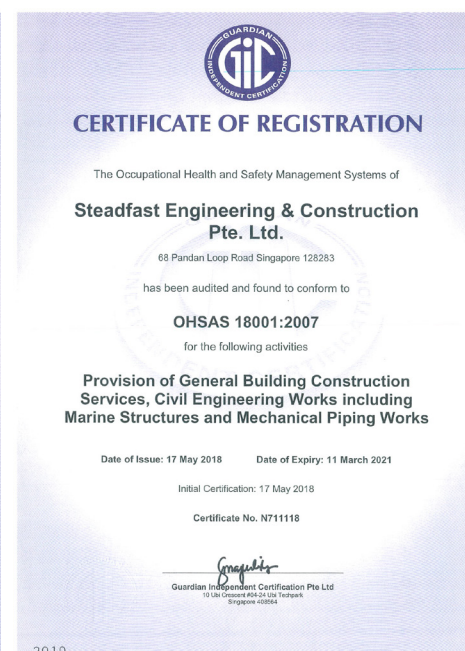 GUARDIAN
GIC
INDEPENDENT CERTIFICATION
CERTIFICATE OF REGISTRATION
The Occupational Health and Safety Management Systems of
Steadfast Engineering & Construction
Pte. Ltd.
68 Pandan Loop Road Singapore 128283
has been audited and found to conform to
OHSAS 18001:2007
for the following activities
Provision of General Building Construction
Services, Civil Engineering Works including
Marine Structures and Mechanical Piping Works
Date of Issue: 17 May 2018 Date of Expiry: 11 March 2021
Initial Certification: 17 May 2018
Certificate No. N711118
Guardian Independent Certification Pte Ltd
10 Ubi Crescent #04-24 Ubi Techpark
Singapore 408564